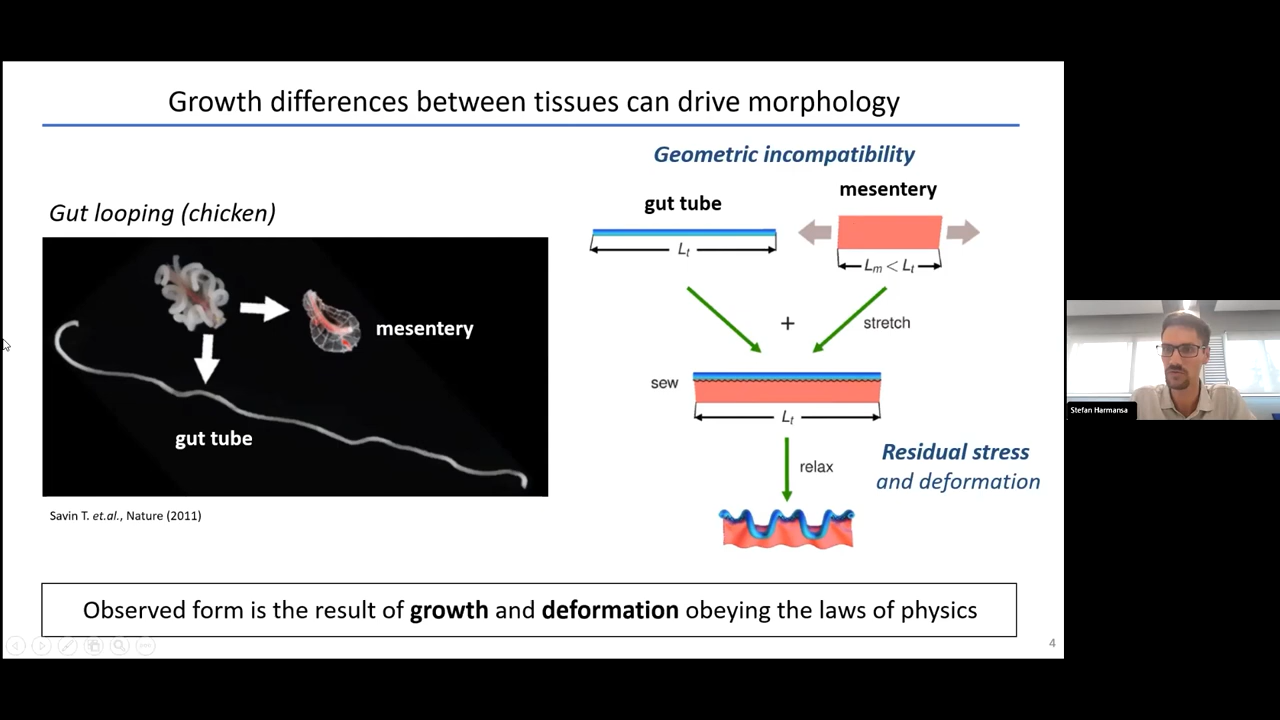 Growth differences between tissues can drive morphology
Geometric incompatibility
Gut looping (chicken)
gut tube
mesentery
Lt
Lm < Lt
mesentery
gut tube
+
stretch
sew
Lt
relax
Residual stress
and deformation
Savin T. et.al., Nature (2011)
Observed form is the result of growth and deformation obeying the laws of physics
4
Stefan Harmansa